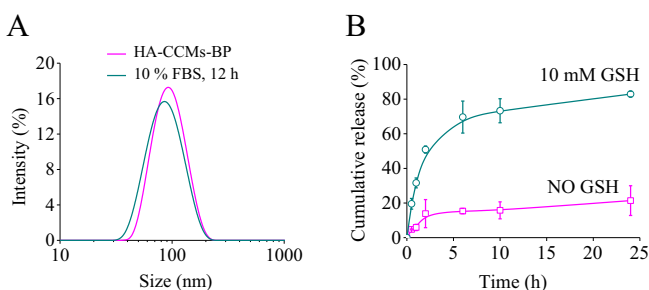 A
HA-CCMs-BP
10 % FBS, 12 h
20
16
12
8
4
0
Intensity (%)
10
100
1000
Size (nm)
B
100
80
60
40
20
0
Cumulative release (%)
10 mM GSH
NO GSH
0
5
10
15
20
25
Time (h)